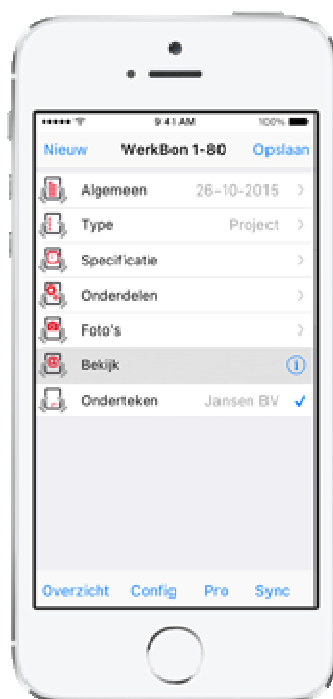 9:41 AM 100%
Nieuw WerkBon 1-80 Opslaan
Algemeen 26-10-2015
Type Project
Specificatie
Onderdelen
Foto's
Bekijk
Onderteken Jansen BV
Overzicht Config Pro Sync